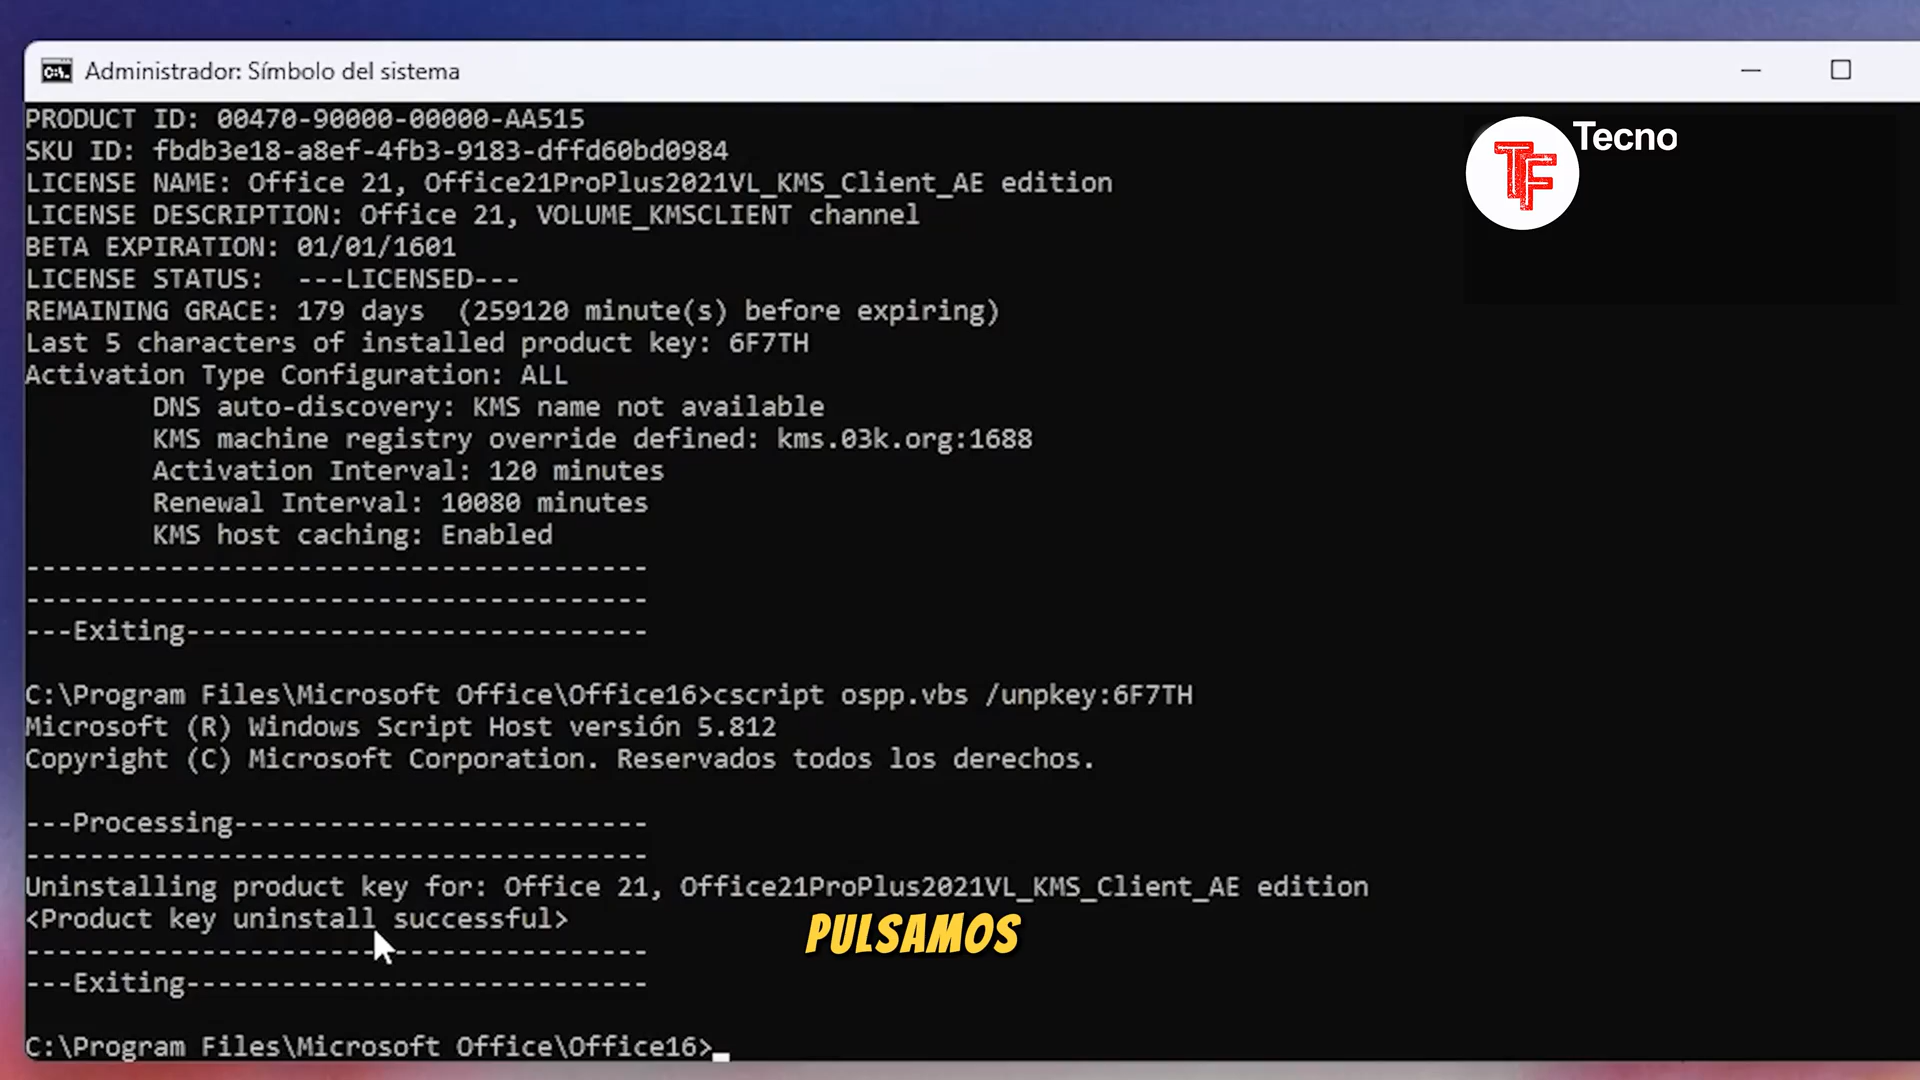 Administrador: Símbolo del sistema
PRODUCT ID: 00470-90000-00000-AA515
SKU ID: fbdb3e18-a8ef-4fb3-9183-dffd60bd0984
LICENSE NAME: Office 21, Office21ProPlus2021VL_KMS_Client_AE edition
LICENSE DESCRIPTION: Office 21, VOLUME_KMSCLIENT channel
BETA EXPIRATION: 01/01/1601
LICENSE STATUS:  ---LICENSED---
REMAINING GRACE: 179 days  (259120 minute(s) before expiring)
Last 5 characters of installed product key: 6F7TH
Activation Type Configuration: ALL
DNS auto-discovery: KMS name not available
KMS machine registry override defined: kms.03k.org:1688
Activation Interval: 120 minutes
Renewal Interval: 10080 minutes
KMS host caching: Enabled
---------------------------------------
---------------------------------------
---Exiting-----------------------------
C:\Program Files\Microsoft Office\Office16>cscript ospp.vbs /unpkey:6F7TH
Microsoft (R) Windows Script Host versión 5.812
Copyright (C) Microsoft Corporation. Reservados todos los derechos.
---Processing--------------------------
---------------------------------------
Uninstalling product key for: Office 21, Office21ProPlus2021VL_KMS_Client_AE edition
<Product key uninstall successful>
---------------------------------------
---Exiting-----------------------------
C:\Program Files\Microsoft Office\Office16>
TF
Tecno
PULSAMOS